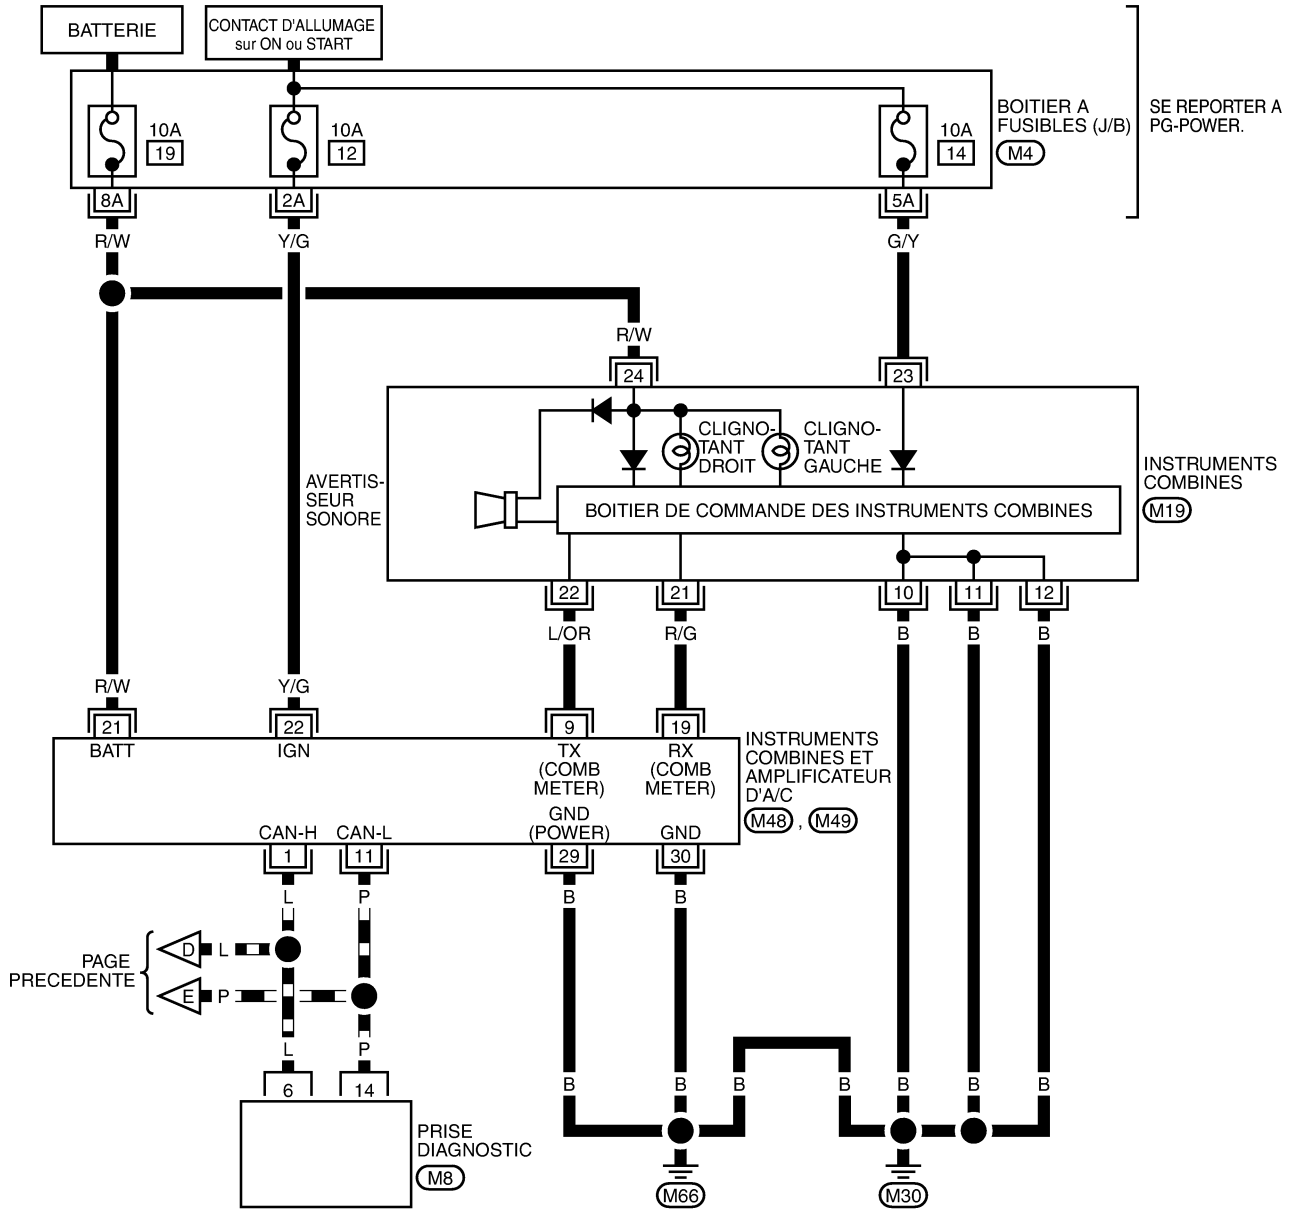 BATTERIE
CONTACT D'ALLUMAGE
sur ON ou START
10A
19
10A
12
10A
14
BOITIER A
FUSIBLES (J/B)
M4
SE REPORTER A
PG-POWER.
8A
2A
5A
R/W
Y/G
G/Y
R/W
24
23
CLIGNO-
TANT
DROIT
CLIGNO-
TANT
GAUCHE
AVERTIS-
SEUR
SONORE
BOITIER DE COMMANDE DES INSTRUMENTS COMBINES
INSTRUMENTS
COMBINES
M19
22
21
10
11
12
L/OR
R/G
B
B
B
R/W
Y/G
21
22
9
19
BATT
IGN
TX
(COMB
METER)
RX
(COMB
METER)
INSTRUMENTS
COMBINES ET
AMPLIFICATEUR
D'A/C
M48 , M49
CAN-H
CAN-L
GND
(POWER)
GND
1
11
29
30
L
P
B
B
PAGE
PRECEDENTE
D
L
E
P
L
P
B
B
B
B
B
B
B
6
14
PRISE
DIAGNOSTIC
M8
M66
M30